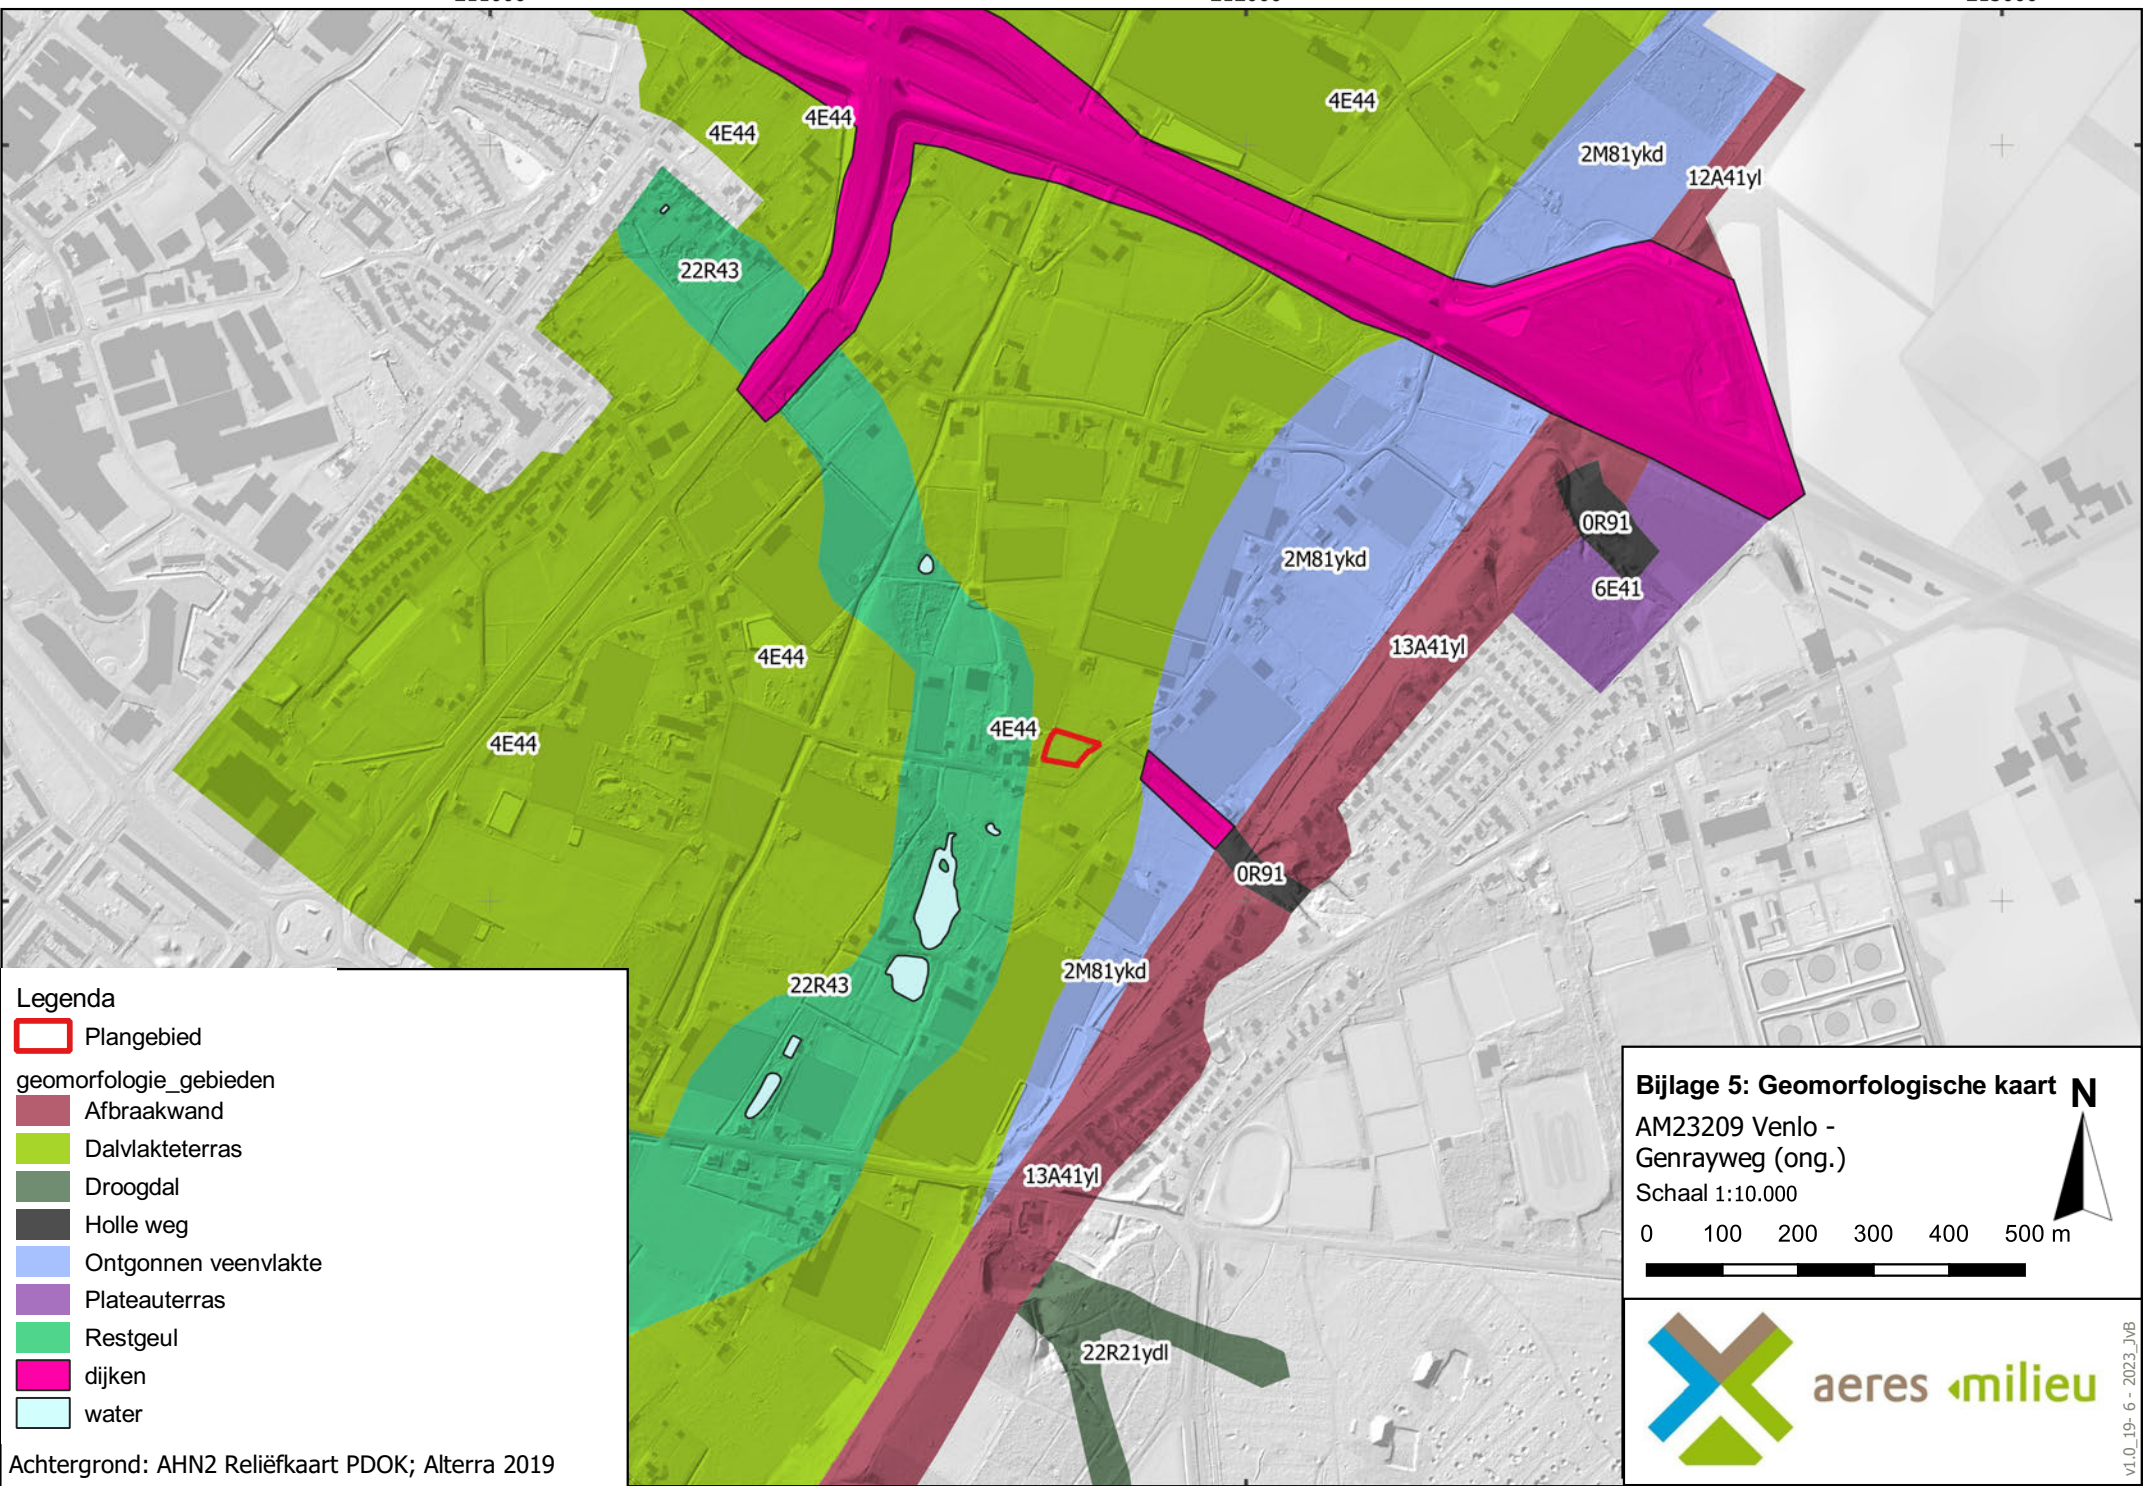 4E44
4E44
4E44
2M81ykd
12A41yl
22R43
0R91
2M81ykd
6E41
13A41yl
4E44
4E44
4E44
0R91
2M81ykd
22R43
13A41yl
22R21ydl
Legenda
Plangebied
geomorfologie_gebieden
Afbraakwand
Dalvlakteterras
Droogdal
Holle weg
Ontgonnen veenvlakte
Plateauterras
Restgeul
dijken
water
Achtergrond: AHN2 Reliëfkaart PDOK; Alterra 2019
Bijlage 5: Geomorfologische kaart
N
AM23209 Venlo -
Genrayweg (ong.)
Schaal 1:10.000
0 100 200 300 400 500 m
aeres milieu
v1.0_19- 6 - 2023_JvB